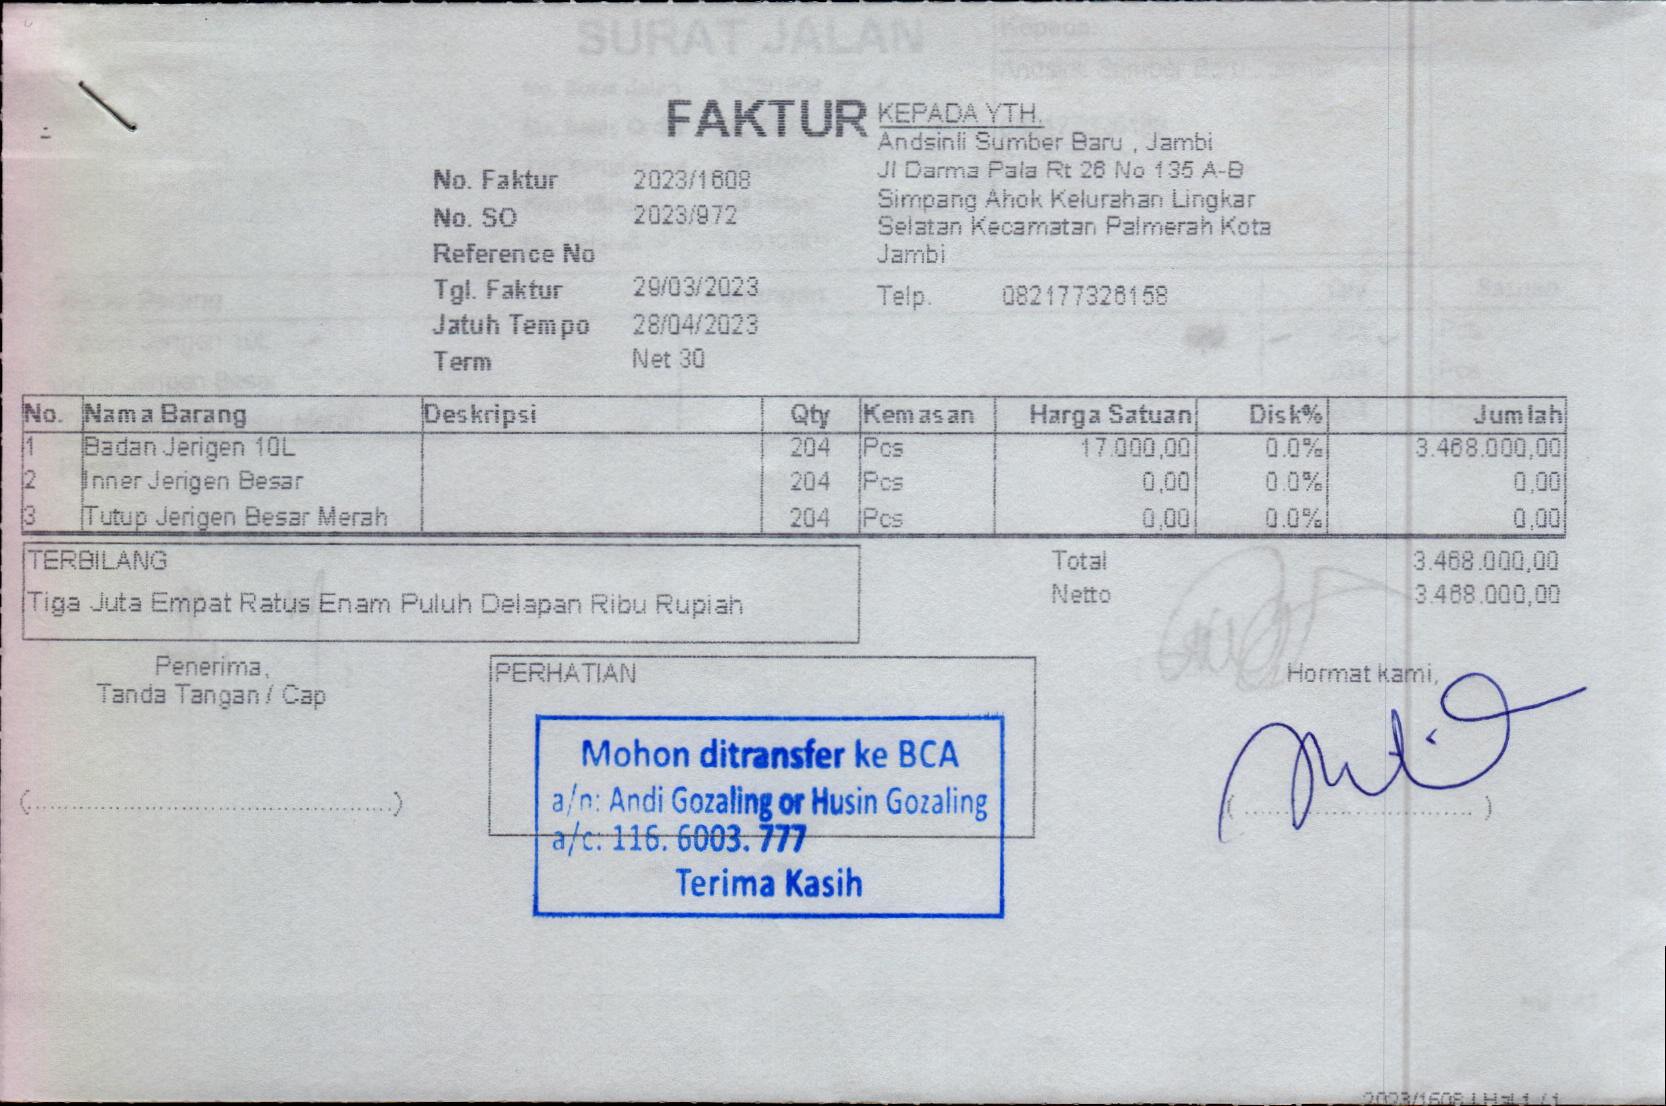 FAKTUR
KEPADA YTH.
Andsinli Sumber Baru , Jambi
Jl Darma Pala Rt 26 No 135 A-B
Simpang Ahok Kelurahan Lingkar
Selatan Kecamatan Palmerah Kota
Jambi
Telp. 082177326158
No. Faktur 2023/1608
No. SO 2023/972
Reference No
Tgl. Faktur 29/03/2023
Jatuh Tempo 28/04/2023
Term Net 30
No. Nama Barang Deskripsi Qty Kemasan Harga Satuan Disk% Jumlah
1 Badan Jerigen 10L 204 Pcs 17.000,00 0.0% 3.468.000,00
2 Inner Jerigen Besar 204 Pcs 0,00 0.0% 0,00
3 Tutup Jerigen Besar Merah 204 Pcs 0,00 0.0% 0,00
TERBILANG
Tiga Juta Empat Ratus Enam Puluh Delapan Ribu Rupiah
Total 3.468.000,00
Netto 3.468.000,00
Penerima,
Tanda Tangan / Cap
(..........................................................)
PERHATIAN
Mohon ditransfer ke BCA
a/n: Andi Gozaling or Husin Gozaling
a/c: 116. 6003. 777
Terima Kasih
Hormat kami,
(....................................)
SURAT JALAN
Kepada: